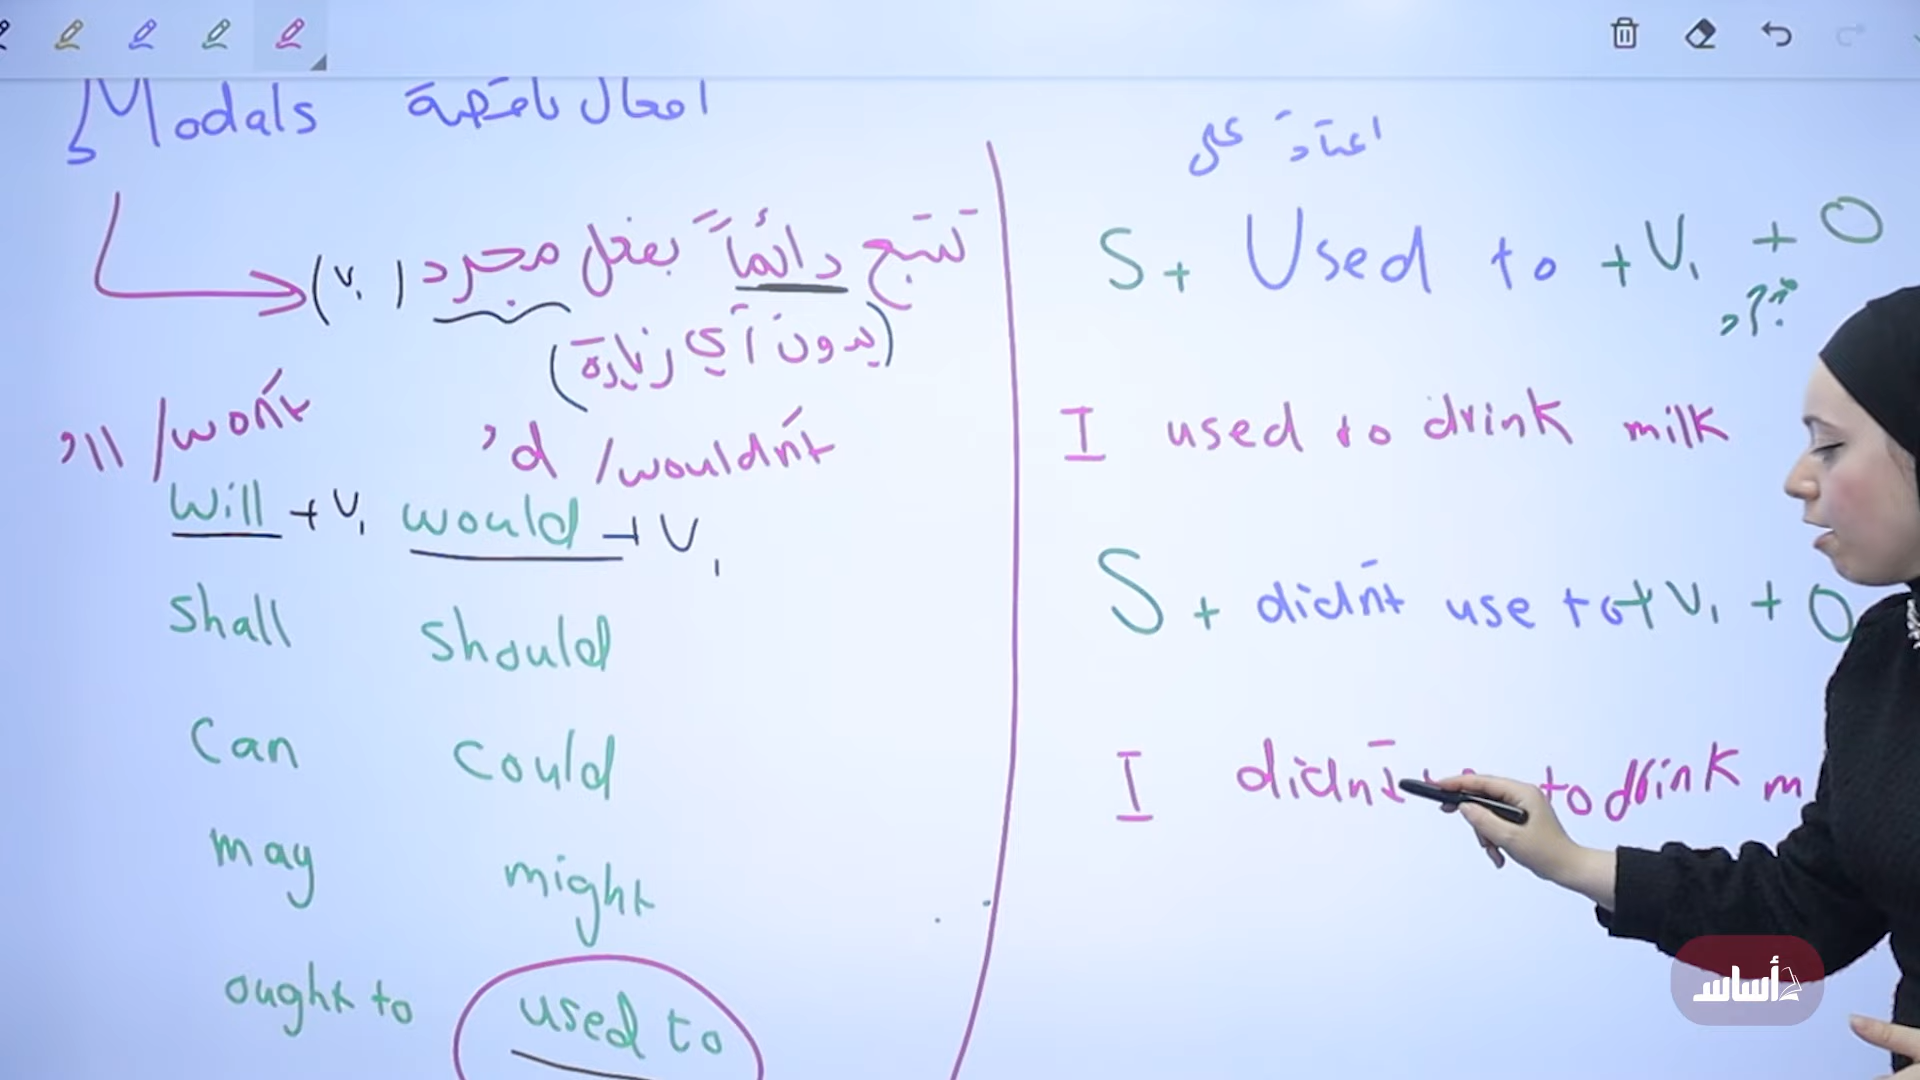 Modals افعال ناقصة
تتبع دائماً بفعل مجرد (V1)
(بدون أي زيادة)
'll /won't 'd /wouldn't
will + V1 would + V1
shall should
can could
may might
ought to used to
اعتاد على
S + Used to + V1 + O
مجرد
I used to drink milk
S + didn't use to + V1 + O
I didn't to drink m
أساس